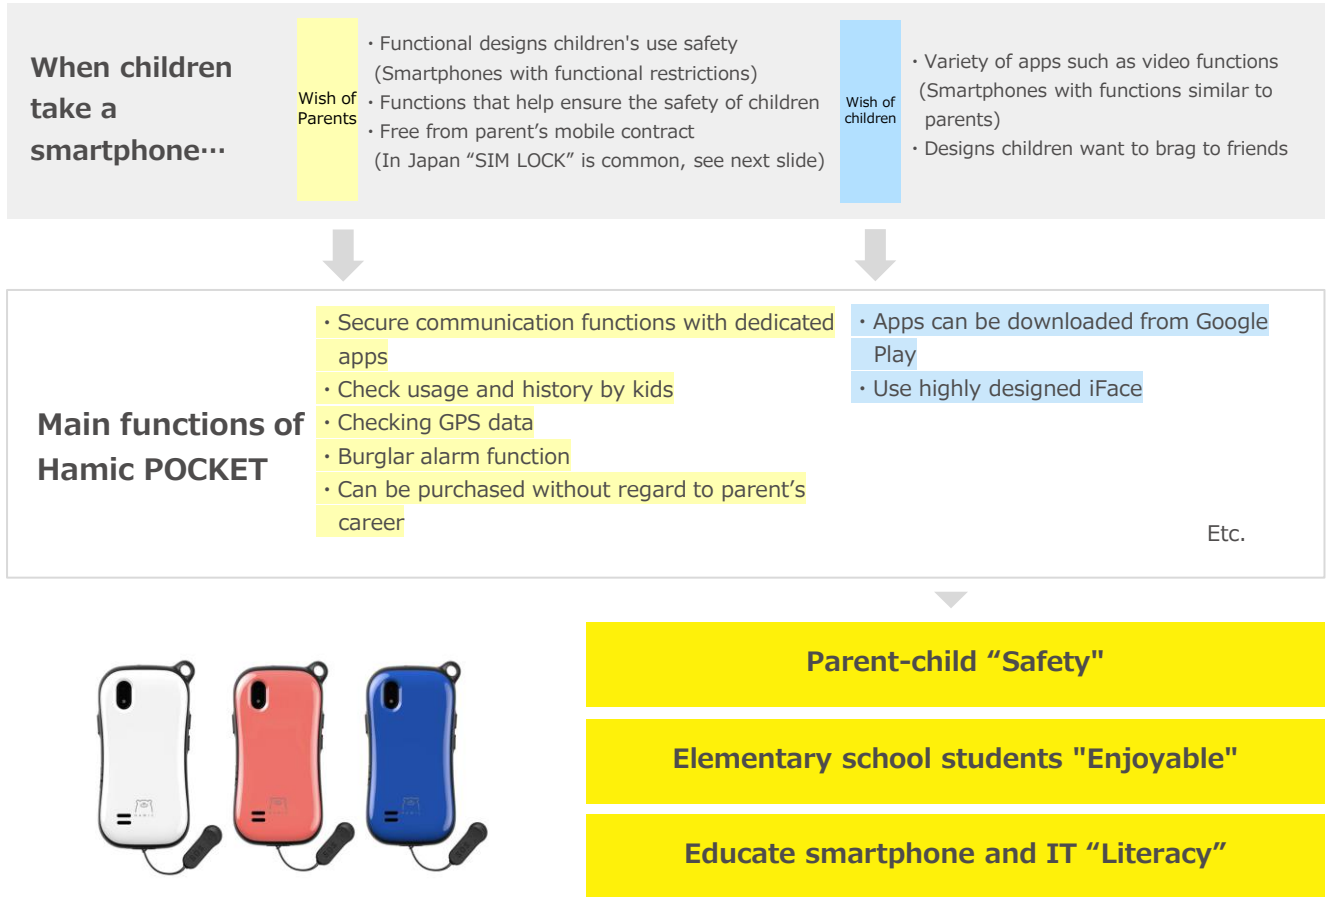 When children
take a
smartphone…
Wish of
Parents
・Functional designs children's use safety
(Smartphones with functional restrictions)
・Functions that help ensure the safety of children
・Free from parent’s mobile contract
(In Japan “SIM LOCK” is common, see next slide)
Wish of
children
・Variety of apps such as video functions
(Smartphones with functions similar to
parents)
・Designs children want to brag to friends
Main functions of
Hamic POCKET
・Secure communication functions with dedicated
apps
・Check usage and history by kids
・Checking GPS data
・Burglar alarm function
・Can be purchased without regard to parent’s
career
・Apps can be downloaded from Google
Play
・Use highly designed iFace
Etc.
Parent-child “Safety"
Elementary school students "Enjoyable"
Educate smartphone and IT “Literacy”
HAMIC
SOS
HAMIC
SOS
HAMIC
SOS